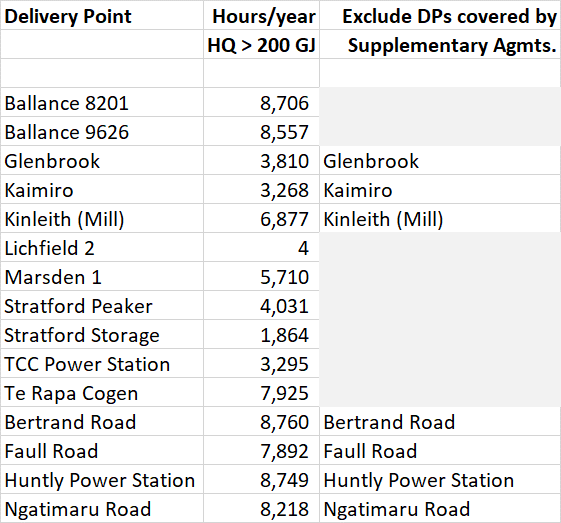 Delivery Point Hours/year Exclude DPs covered by
HQ > 200 GJ Supplementary Agmts.
Ballance 8201 8,706
Ballance 9626 8,557
Glenbrook 3,810 Glenbrook
Kaimiro 3,268 Kaimiro
Kinleith (Mill) 6,877 Kinleith (Mill)
Lichfield 2 4
Marsden 1 5,710
Stratford Peaker 4,031
Stratford Storage 1,864
TCC Power Station 3,295
Te Rapa Cogen 7,925
Bertrand Road 8,760 Bertrand Road
Faull Road 7,892 Faull Road
Huntly Power Station 8,749 Huntly Power Station
Ngatimaru Road 8,218 Ngatimaru Road